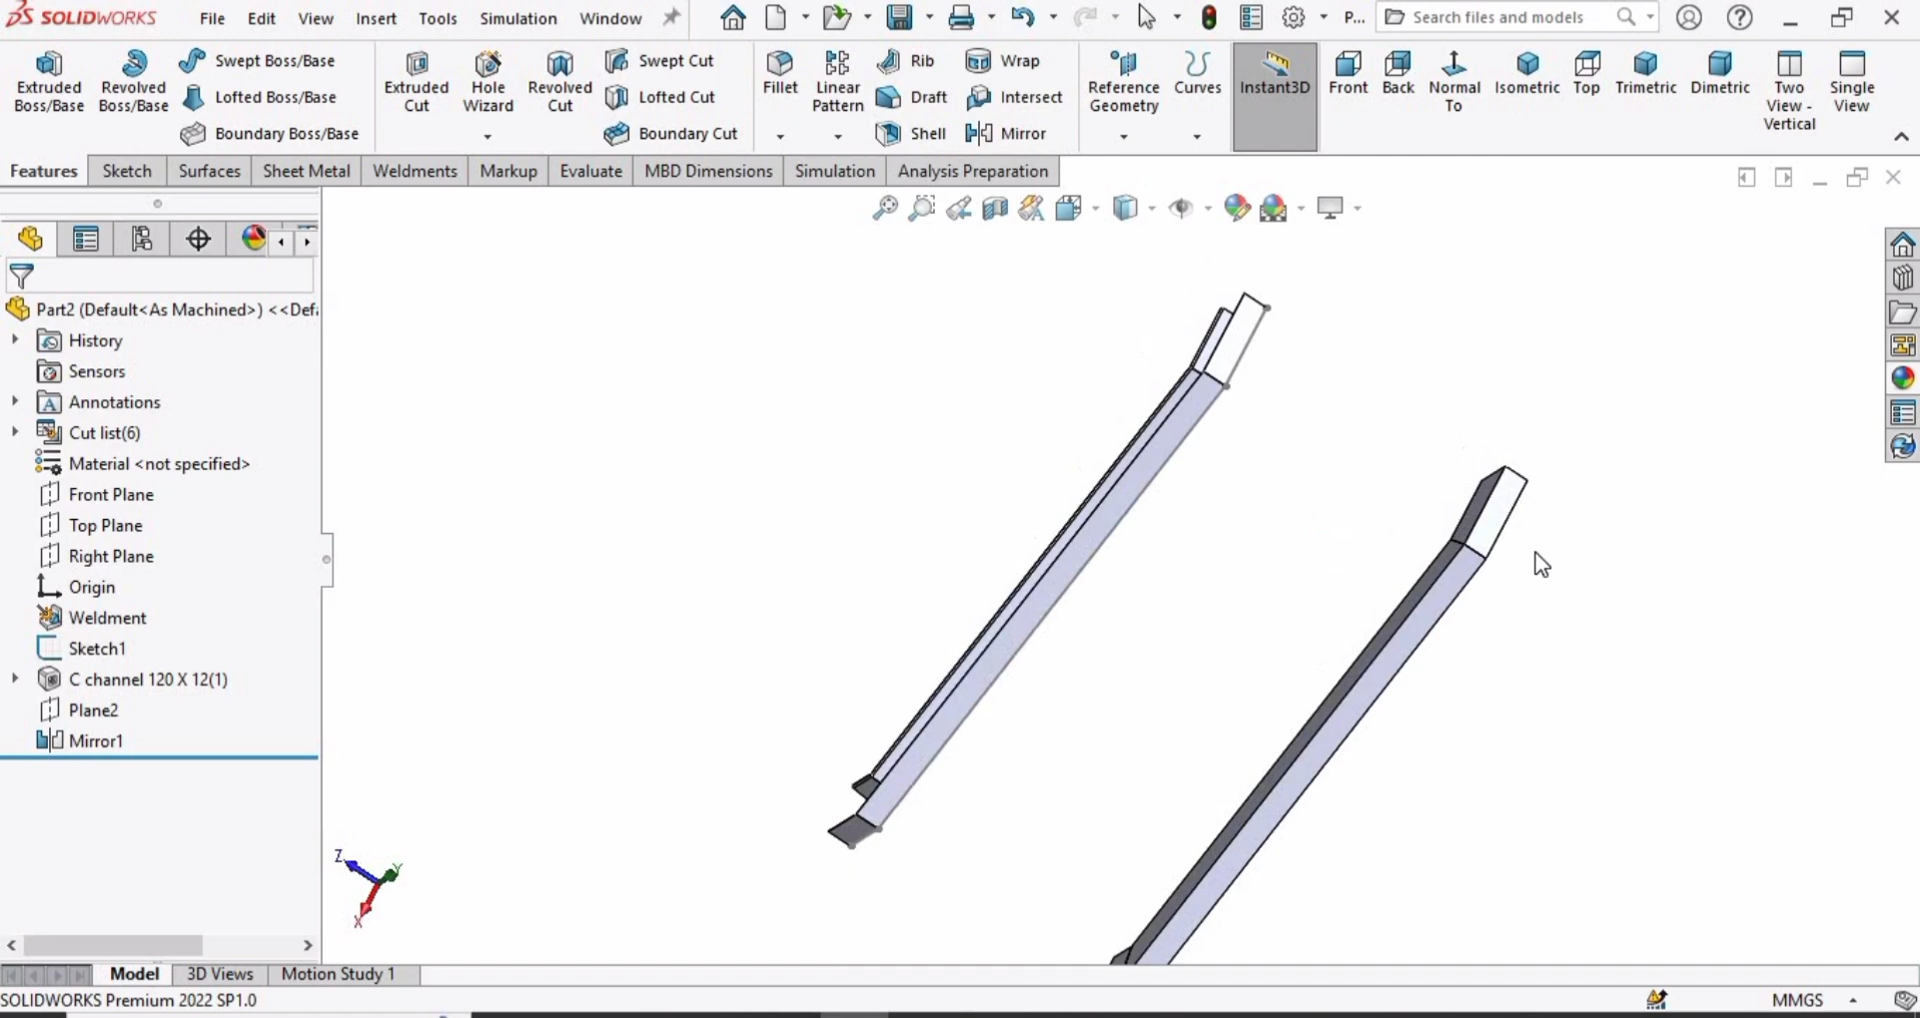 SOLIDWORKS File Edit View Insert Tools Simulation Window P... Search files and models
Extruded Boss/Base
Revolved Boss/Base
Swept Boss/Base
Lofted Boss/Base
Boundary Boss/Base
Extruded Cut
Hole Wizard
Revolved Cut
Swept Cut
Lofted Cut
Boundary Cut
Fillet
Linear Pattern
Rib
Draft
Shell
Wrap
Intersect
Mirror
Reference Geometry
Curves
Instant3D
Front
Back
Normal To
Isometric
Top
Trimetric
Dimetric
Two View - Vertical
Single View
Features Sketch Surfaces Sheet Metal Weldments Markup Evaluate MBD Dimensions Simulation Analysis Preparation
Part2 (Default<As Machined>) <<Def
History
Sensors
Annotations
Cut list(6)
Material <not specified>
Front Plane
Top Plane
Right Plane
Origin
Weldment
Sketch1
C channel 120 X 12(1)
Plane2
Mirror1
Z
Y
X
Model 3D Views Motion Study 1
SOLIDWORKS Premium 2022 SP1.0 MMGS